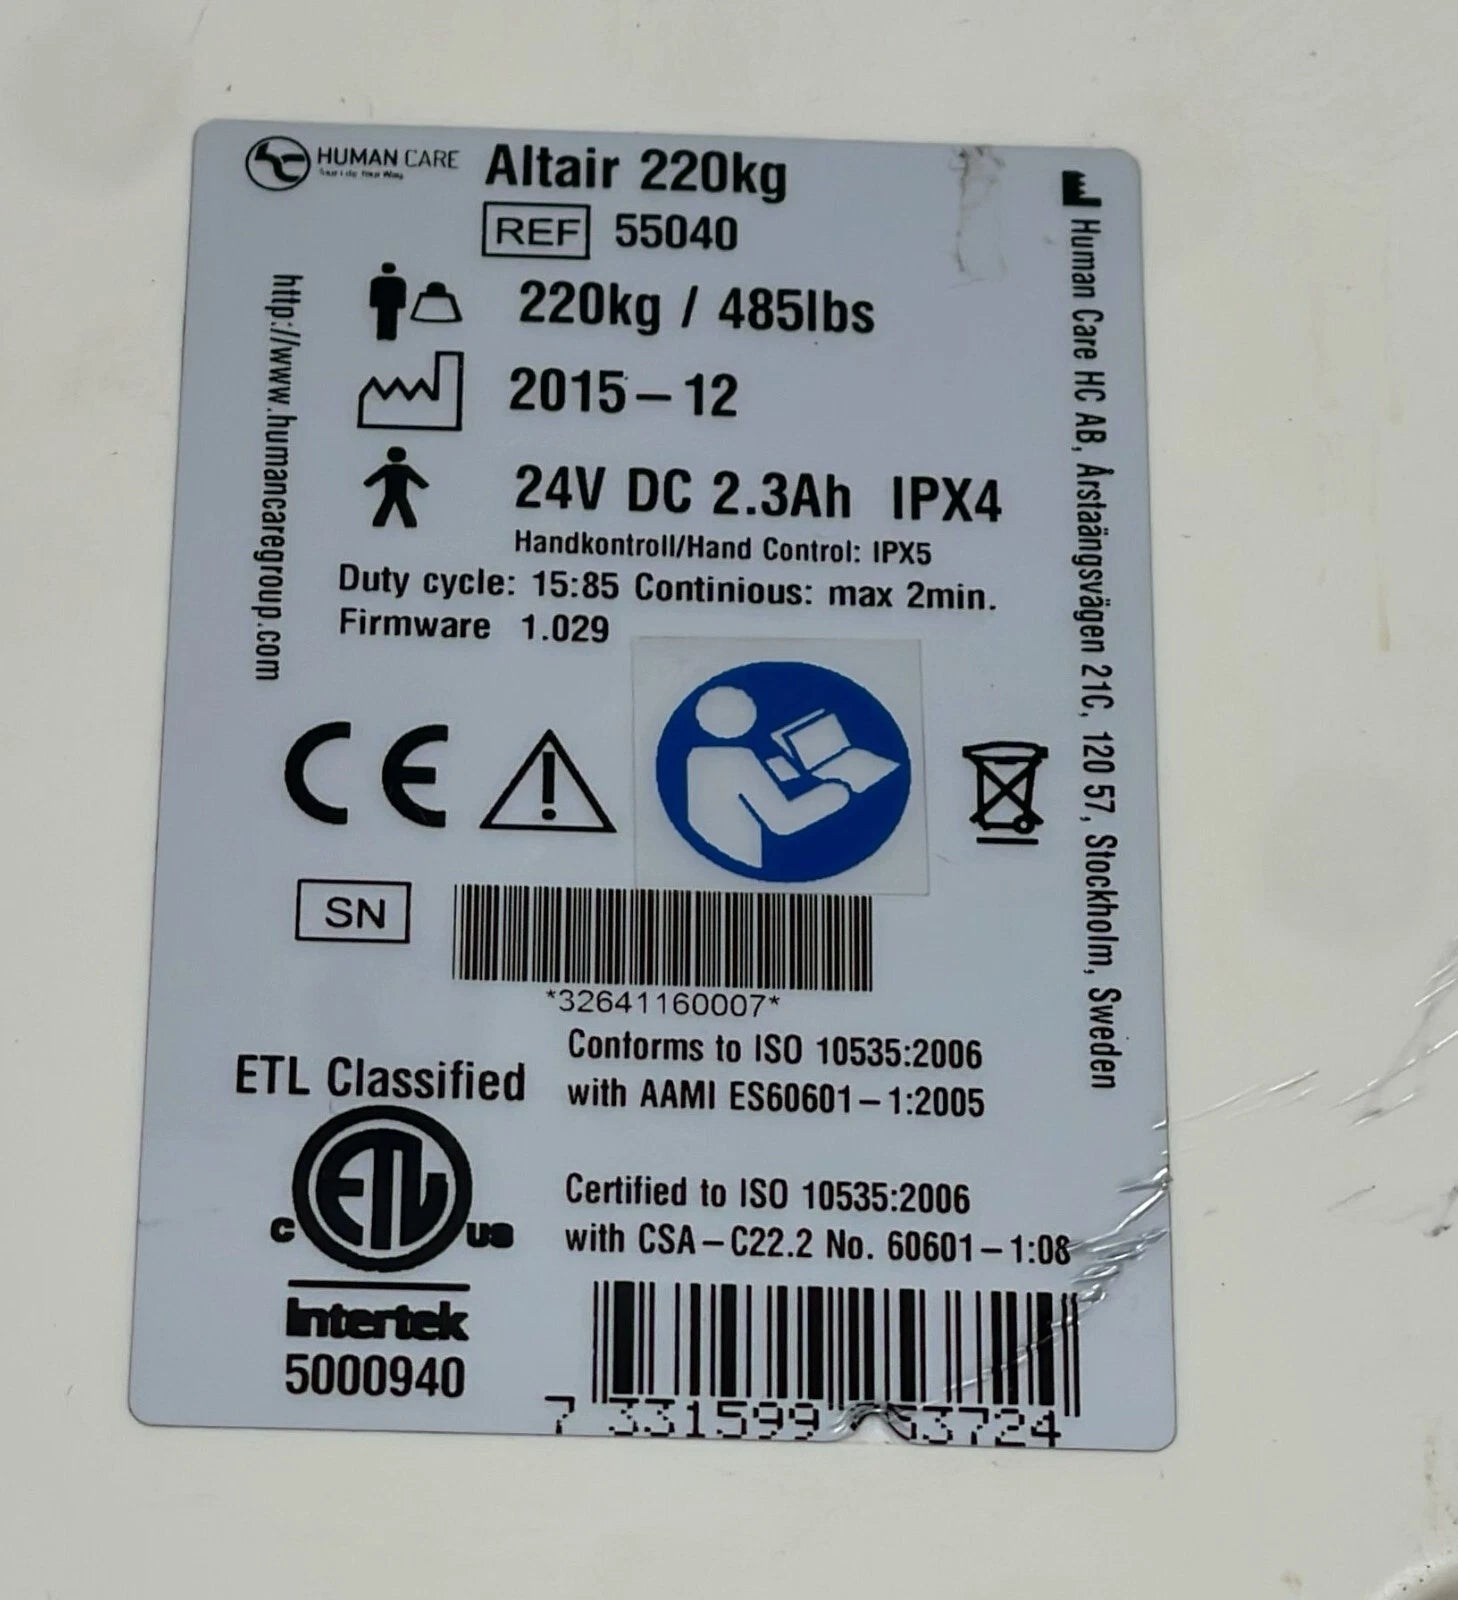 HUMAN CARE
Altair 220kg
REF 55040
220kg / 485lbs
2015-12
24V DC 2.3Ah IPX4
Handkontroll/Hand Control: IPX5
Duty cycle: 15:85 Continious: max 2min.
Firmware 1.029
http://www.humancaregroup.com
Human Care HC AB, Årstaängsvägen 21C, 120 57, Stockholm, Sweden
CE
SN
*32641160007*
Conforms to ISO 10535:2006
with AAMI ES60601-1:2005
ETL Classified
ETL
c
us
Intertek
5000940
Certified to ISO 10535:2006
with CSA-C22.2 No. 60601-1:08
7 331599